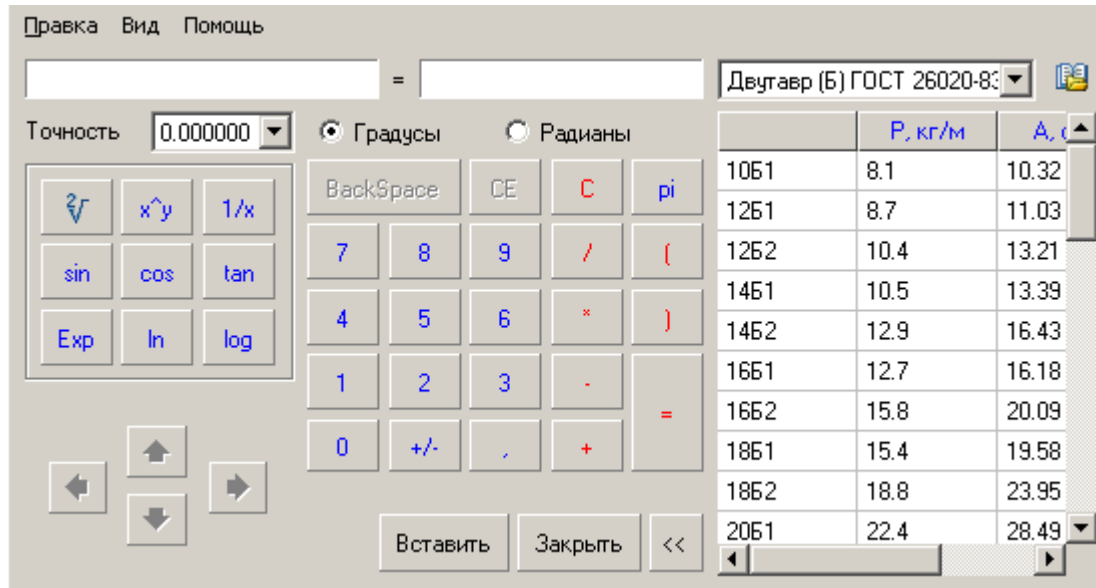 Правка Вид Помощь
= Двутавр (Б) ГОСТ 26020-83
Точность 0.000000 Градусы Радианы
P, кг/м A,
BackSpace CE C pi
2√ x^y 1/x
7 8 9 / (
sin cos tan
4 5 6 * )
Exp ln log
1 2 3 - =
0 +/- , +
Вставить Закрыть <<
10Б1 8.1 10.32
12Б1 8.7 11.03
12Б2 10.4 13.21
14Б1 10.5 13.39
14Б2 12.9 16.43
16Б1 12.7 16.18
16Б2 15.8 20.09
18Б1 15.4 19.58
18Б2 18.8 23.95
20Б1 22.4 28.49